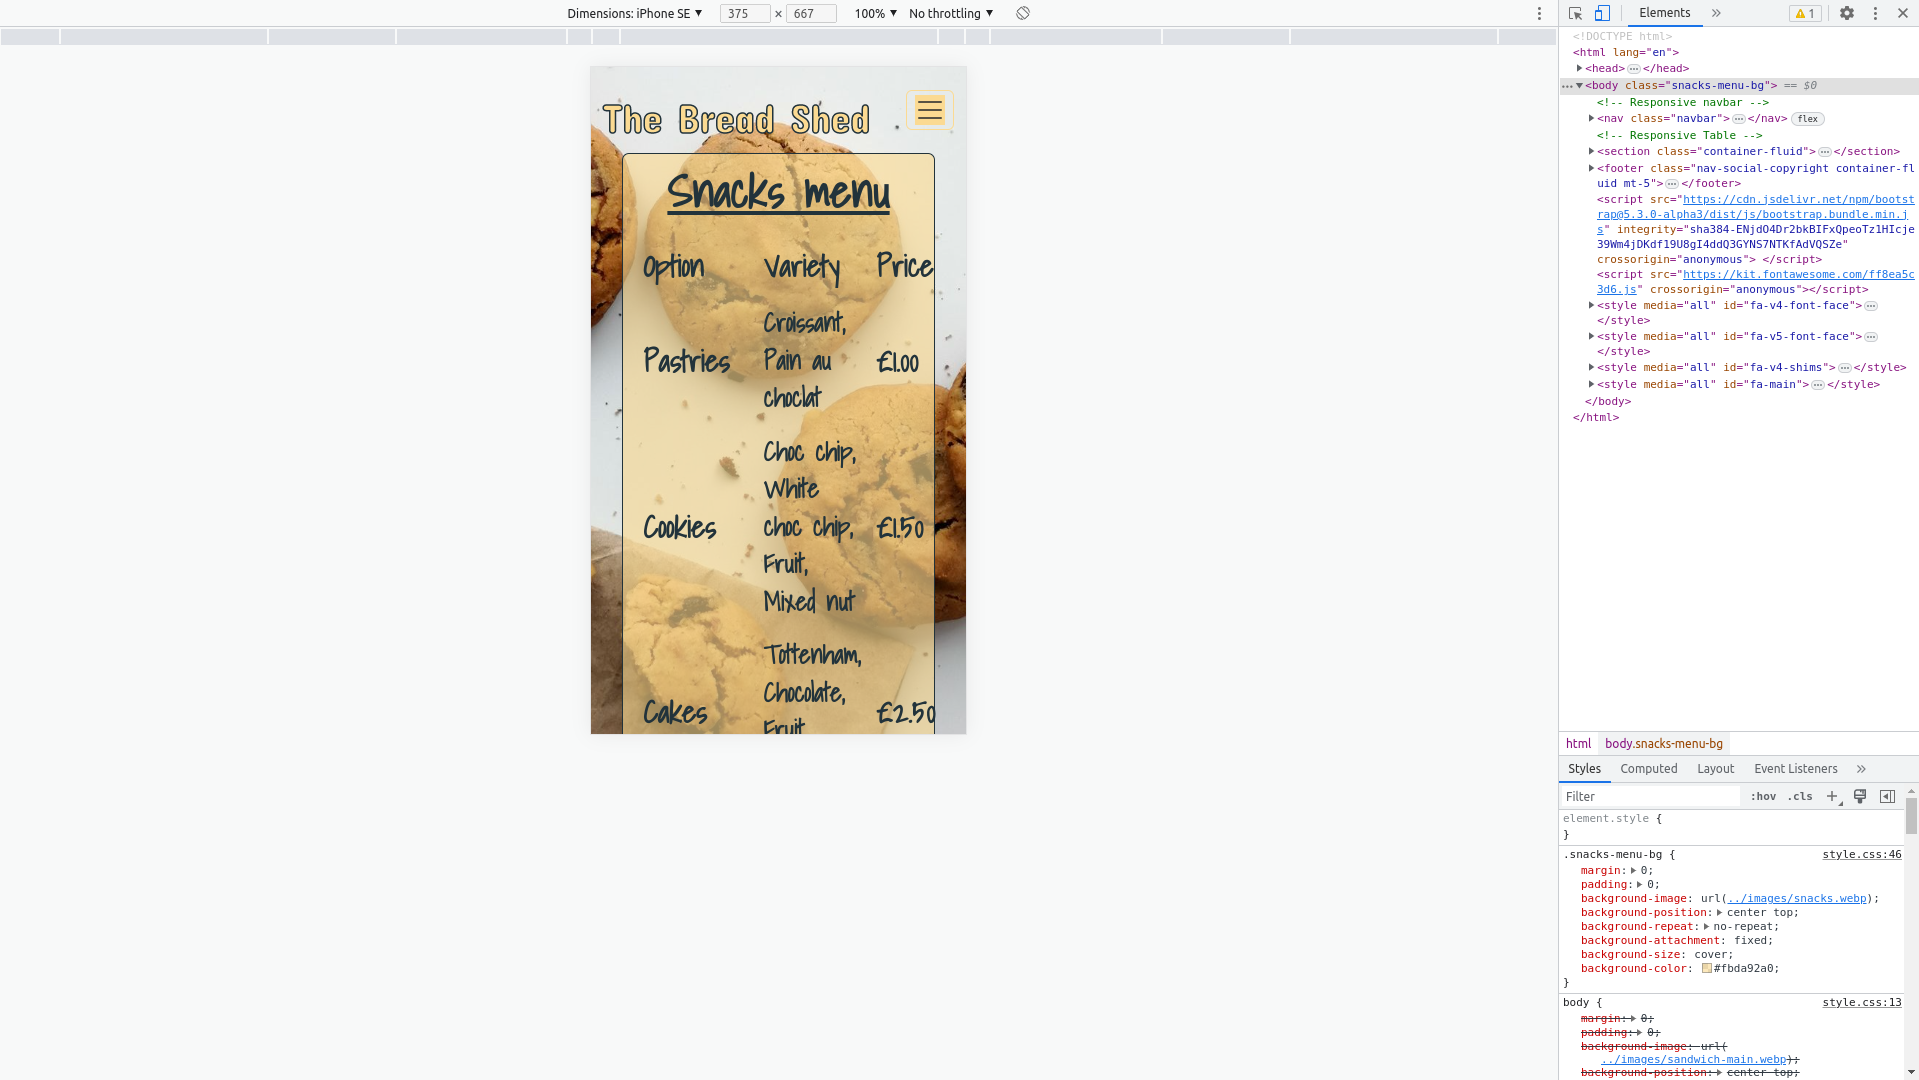 Dimensions: iPhone SE ▼ 375 × 667 100% ▼ No throttling ▼
The Bread Shed
Snacks menu
Option Variety Price
Croissant,
Pastries Pain au £1.00
choclat
Choc chip,
White
Cookies choc chip, £1.50
Fruit,
Mixed nut
Tottenham,
Chocolate,
Cakes £2.50
Fruit
Elements » 1
<!DOCTYPE html>
<html lang="en">
<head> ··· </head>
··· <body class="snacks-menu-bg"> == $0
<!-- Responsive navbar -->
<nav class="navbar"> ··· </nav> flex
<!-- Responsive Table -->
<section class="container-fluid"> ··· </section>
<footer class="nav-social-copyright container-fl
uid mt-5"> ··· </footer>
<script src="https://cdn.jsdelivr.net/npm/bootst
rap@5.3.0-alpha3/dist/js/bootstrap.bundle.min.j
s" integrity="sha384-ENjdO4Dr2bkBIFxQpeoTz1HIcje
39Wm4jDKdf19U8gI4ddQ3GYNS7NTKfAdVQSZe"
crossorigin="anonymous"> </script>
<script src="https://kit.fontawesome.com/ff8ea5c
3d6.js" crossorigin="anonymous"></script>
<style media="all" id="fa-v4-font-face"> ···
</style>
<style media="all" id="fa-v5-font-face"> ···
</style>
<style media="all" id="fa-v4-shims"> ··· </style>
<style media="all" id="fa-main"> ··· </style>
</body>
</html>
html body.snacks-menu-bg
Styles Computed Layout Event Listeners »
Filter :hov .cls +
element.style {
}
.snacks-menu-bg { style.css:46
margin: 0;
padding: 0;
background-image: url(../images/snacks.webp);
background-position: center top;
background-repeat: no-repeat;
background-attachment: fixed;
background-size: cover;
background-color: #fbda92a0;
}
body { style.css:13
margin: 0;
padding: 0;
background-image: url(
../images/sandwich-main.webp);
background-position: center top;